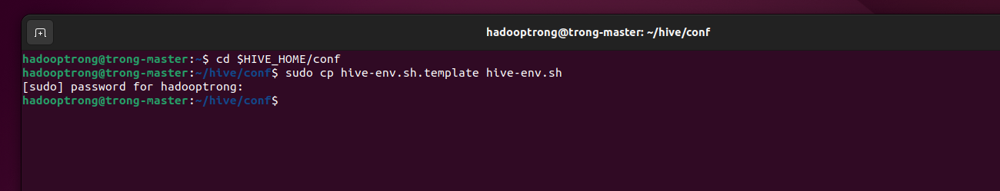 hadooptrong@trong-master: ~/hive/conf
hadooptrong@trong-master:~$ cd $HIVE_HOME/conf
hadooptrong@trong-master:~/hive/conf$ sudo cp hive-env.sh.template hive-env.sh
[sudo] password for hadooptrong:
hadooptrong@trong-master:~/hive/conf$